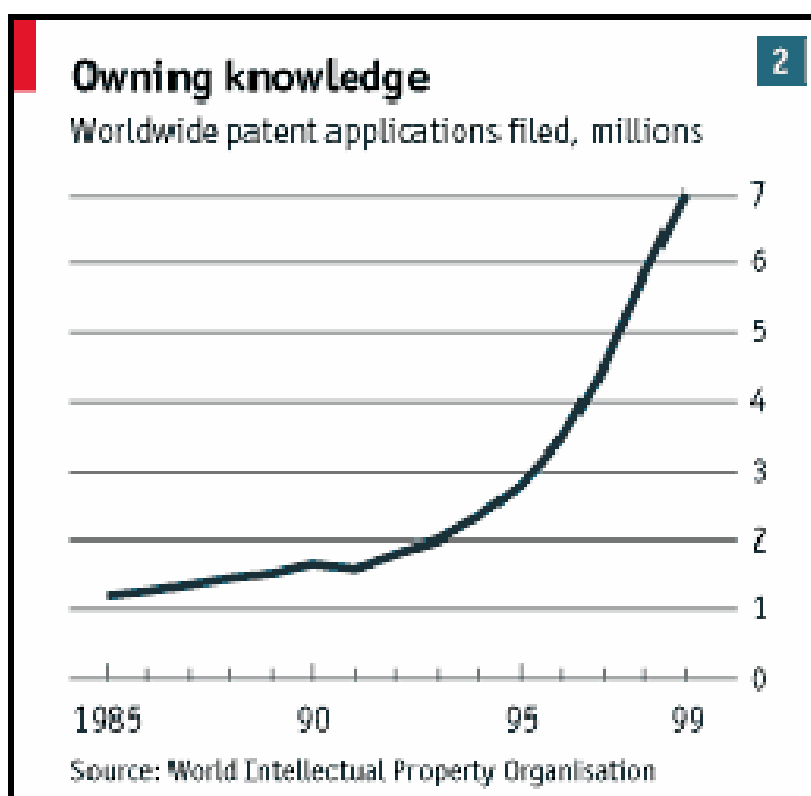 Owning knowledge
2
Worldwide patent applications filed, millions
7
6
5
4
3
2
1
0
1985 90 95 99
Source: World Intellectual Property Organisation